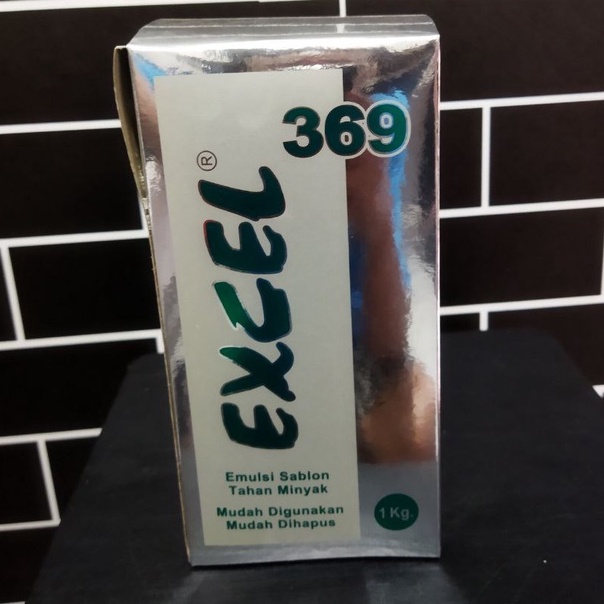 369
EXCEL®
Emulsi Sablon
Tahan Minyak
Mudah Digunakan
Mudah Dihapus
1 Kg.